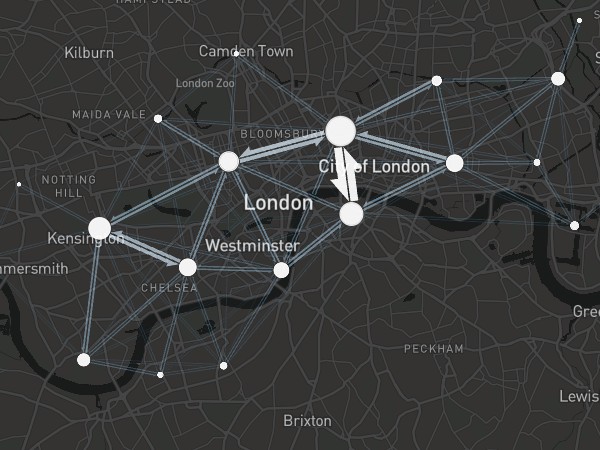 HAMPSTEAD
Kilburn
Camden Town
London Zoo
MAIDA VALE
BLOOMSBURY
City of London
NOTTING
HILL
London
Kensington
Westminster
mmersmith
CHELSEA
Gree
PECKHAM
Lewis
Brixton